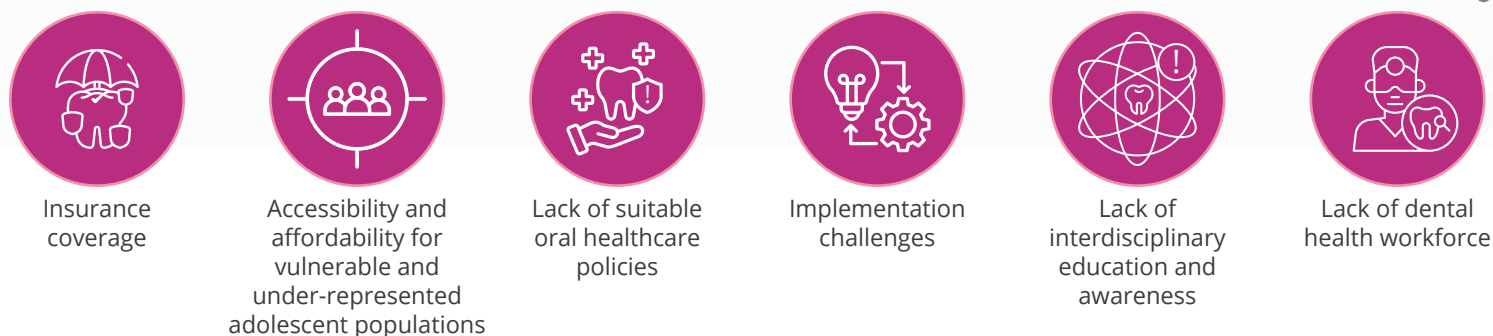 Insurance
coverage
Accessibility and
affordability for
vulnerable and
under-represented
adolescent populations
Lack of suitable
oral healthcare
policies
Implementation
challenges
Lack of
interdisciplinary
education and
awareness
Lack of dental
health workforce